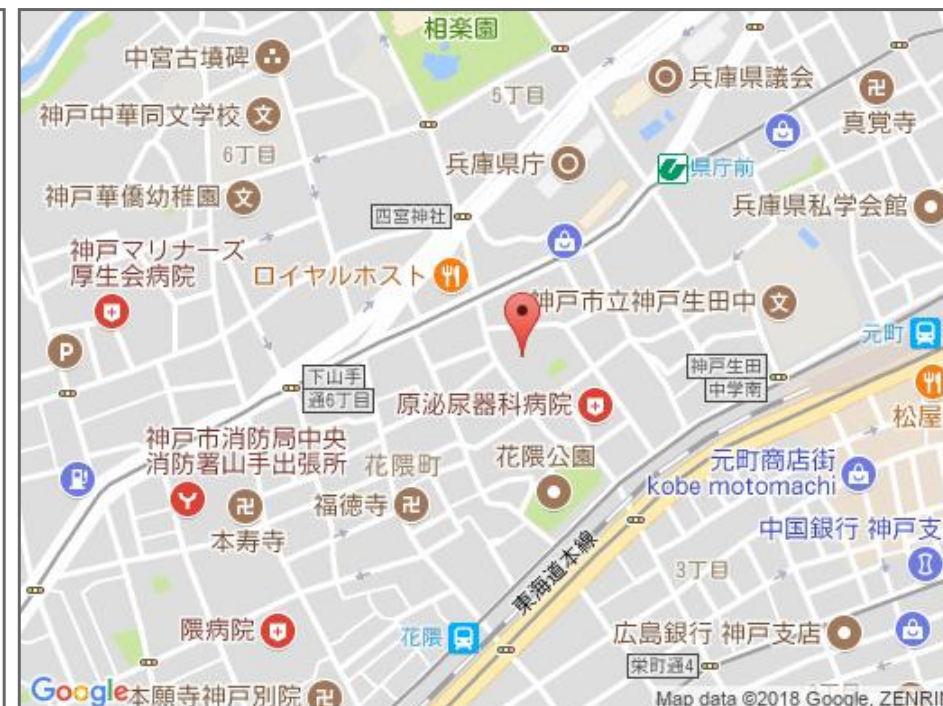 相楽園
中宮古墳碑
5丁目
兵庫県議会
神戸中華同文学校
真覚寺
6丁目
兵庫県庁
県庁前
神戸華僑幼稚園
四宮神社
兵庫県私学会館
神戸マリナーズ
厚生会病院
ロイヤルホスト
神戸市立神戸生田中
元町
P
下山手
通6丁目
神戸生田
中学南
原泌尿器科病院
松屋
神戸市消防局中央
消防署山手出張所
花隈町
花隈公園
元町商店街
kobe motomachi
福徳寺
本寿寺
中国銀行 神戸支
東海道本線
3丁目
隈病院
花隈
広島銀行 神戸支店
栄町通4
Google
本願寺神戸別院
Map data ©2018 Google, ZENRIN